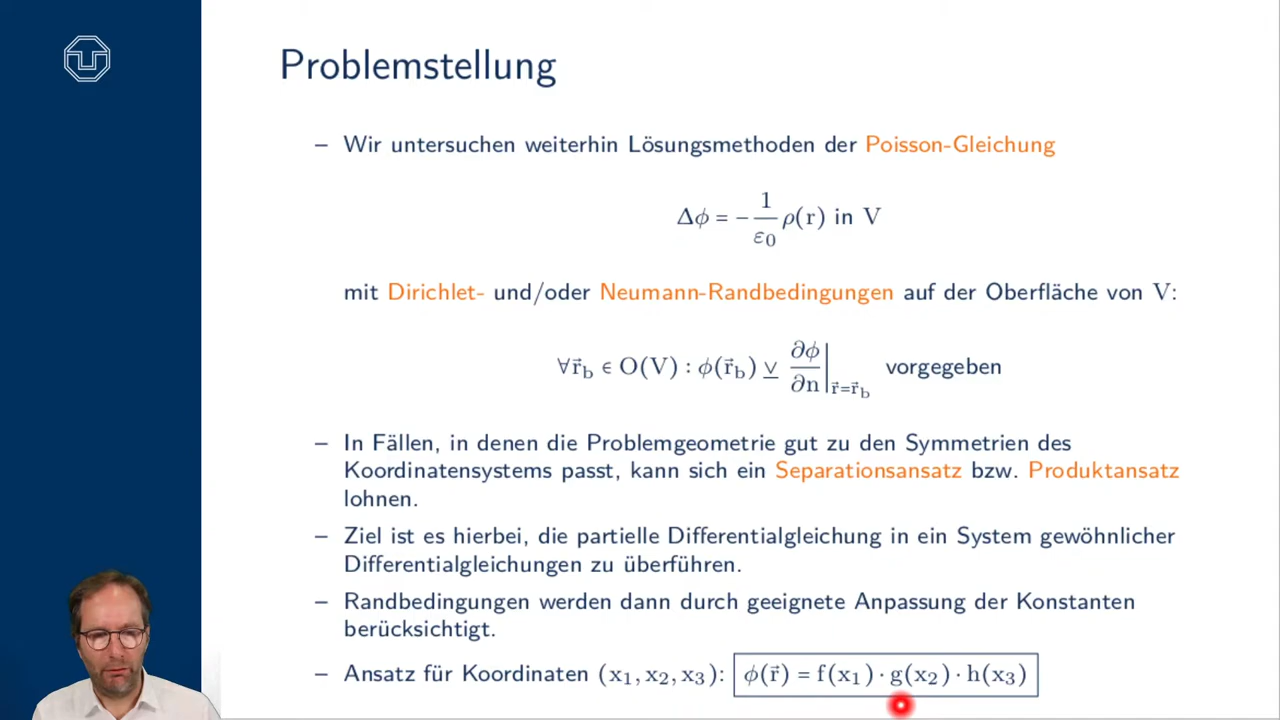 Problemstellung
– Wir untersuchen weiterhin Lösungsmethoden der Poisson-Gleichung
Δϕ = − 1/ε₀ ρ(r) in V
mit Dirichlet- und/oder Neumann-Randbedingungen auf der Oberfläche von V:
∀r⃗_b ∈ O(V) : ϕ(r⃗_b) ⊻ ∂ϕ/∂n |_{r⃗=r⃗_b} vorgegeben
– In Fällen, in denen die Problemgeometrie gut zu den Symmetrien des
Koordinatensystems passt, kann sich ein Separationsansatz bzw. Produktansatz
lohnen.
– Ziel ist es hierbei, die partielle Differentialgleichung in ein System gewöhnlicher
Differentialgleichungen zu überführen.
– Randbedingungen werden dann durch geeignete Anpassung der Konstanten
berücksichtigt.
– Ansatz für Koordinaten (x₁, x₂, x₃): ϕ(r⃗) = f(x₁) · g(x₂) · h(x₃)